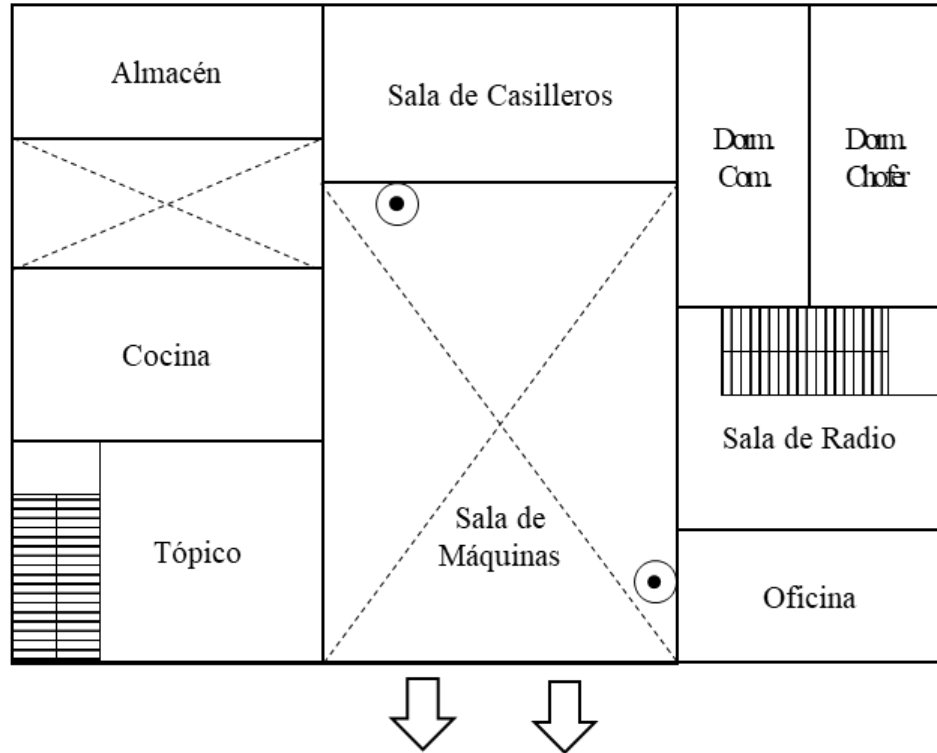 Almacén
Sala de Casilleros
Dorm.
Com.
Dorm.
Chofer
Cocina
Sala de Radio
Tópico
Sala de
Máquinas
Oficina